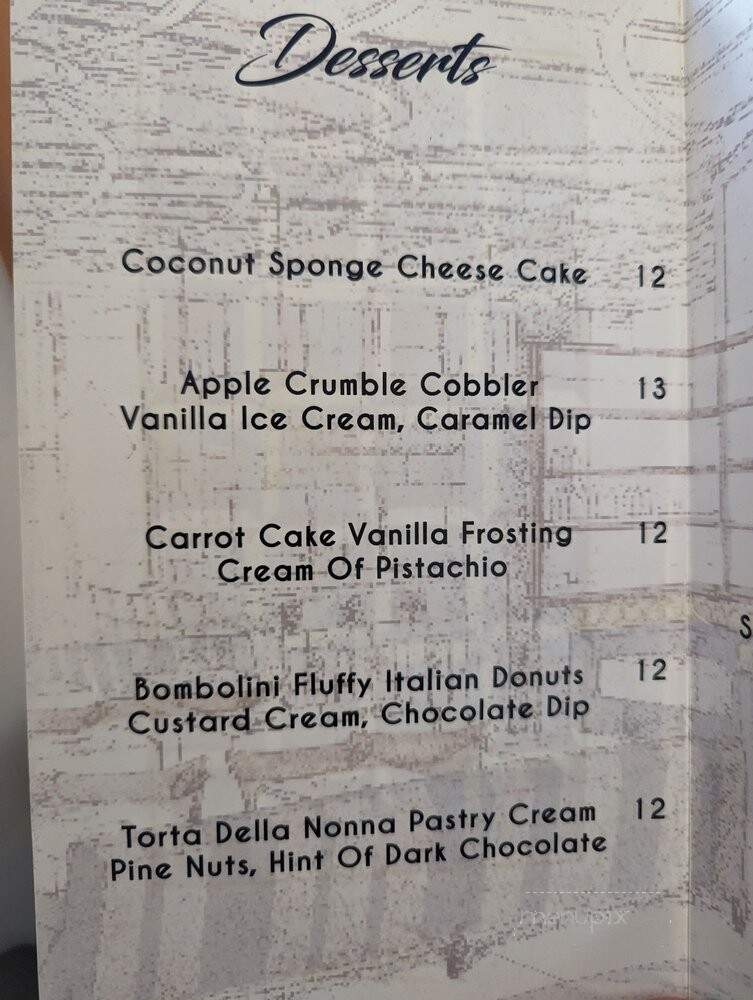 Desserts
Coconut Sponge Cheese Cake 12
Apple Crumble Cobbler 13
Vanilla Ice Cream, Caramel Dip
Carrot Cake Vanilla Frosting 12
Cream Of Pistachio
S
Bombolini Fluffy Italian Donuts 12
Custard Cream, Chocolate Dip
Torta Della Nonna Pastry Cream 12
Pine Nuts, Hint Of Dark Chocolate
menupix